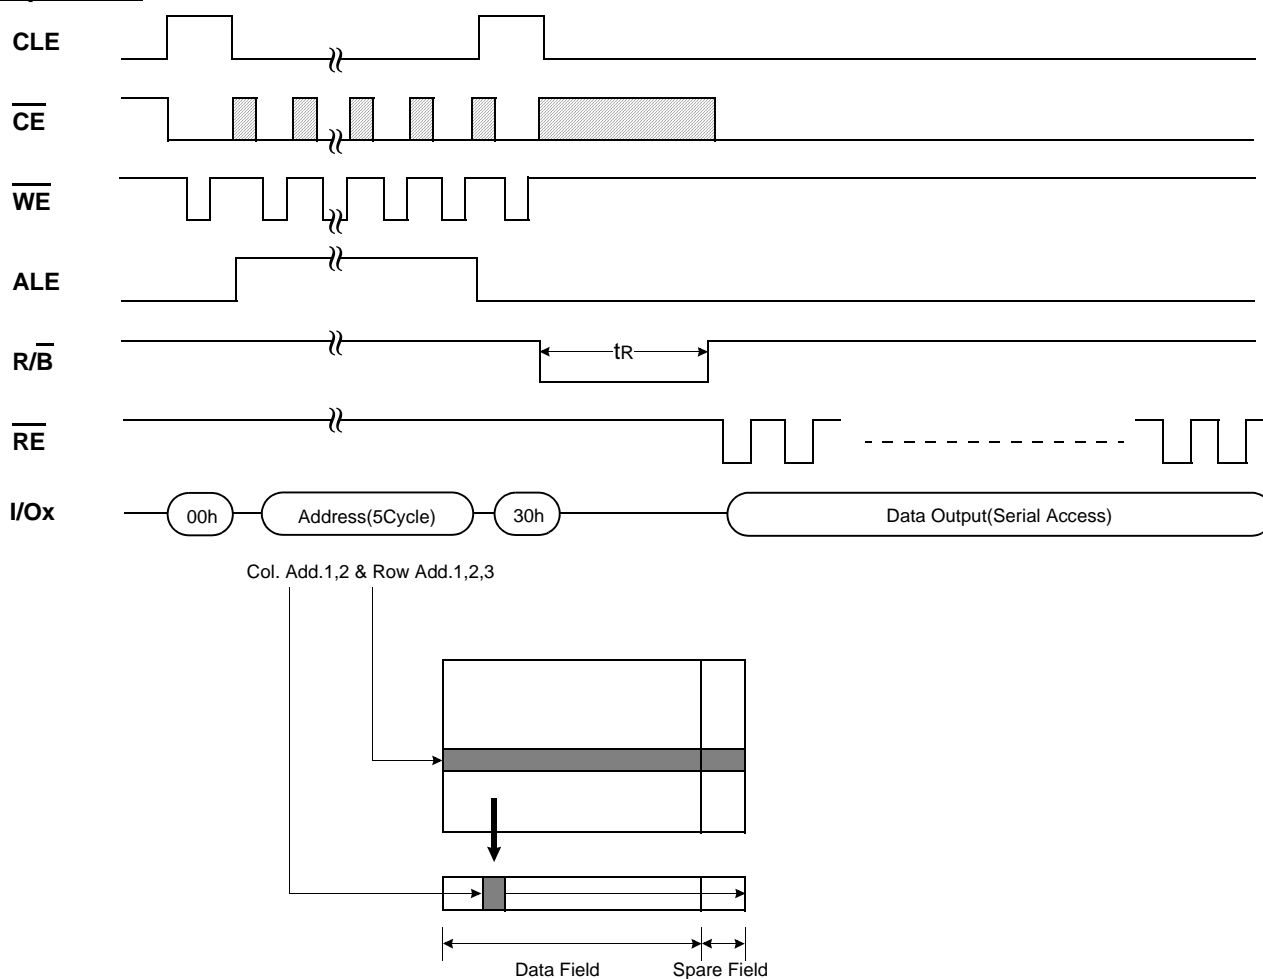 CLE
CE
WE
ALE
R/B
tR
RE
I/Ox
00h
Address(5Cycle)
30h
Data Output(Serial Access)
Col. Add.1,2 & Row Add.1,2,3
Data Field
Spare Field